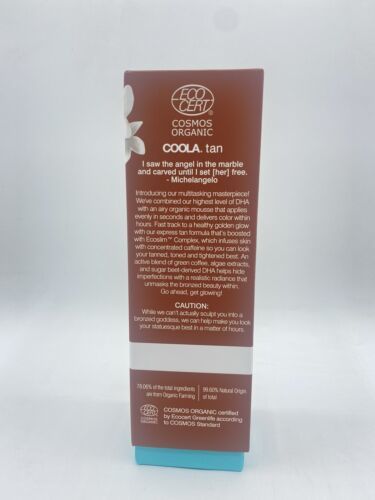 ECO
CERT
COSMOS
ORGANIC
COOLA. tan
I saw the angel in the marble
and carved until I set [her] free.
- Michelangelo
Introducing our multitasking masterpiece!
We've combined our highest level of DHA
with an airy organic mousse that applies
evenly in seconds and delivers color within
hours. Fast track to a healthy golden glow
with our express tan formula that's boosted
with Ecoslim™ Complex, which infuses skin
with concentrated caffeine so you can look
your tanned, toned and tightened best. An
active blend of green coffee, algae extracts,
and sugar beet-derived DHA helps hide
imperfections with a realistic radiance that
unmasks the bronzed beauty within.
Go ahead, get glowing!
CAUTION:
While we can't actually sculpt you into a
bronzed goddess, we can help make you look
your statuesque best in a matter of hours.
78.06% of the total ingredients
are from Organic Farming
99.60% Natural Origin
of total
ECO
CERT
COSMOS
ORGANIC
COSMOS ORGANIC certified
by Ecocert Greenlife according
to COSMOS Standard